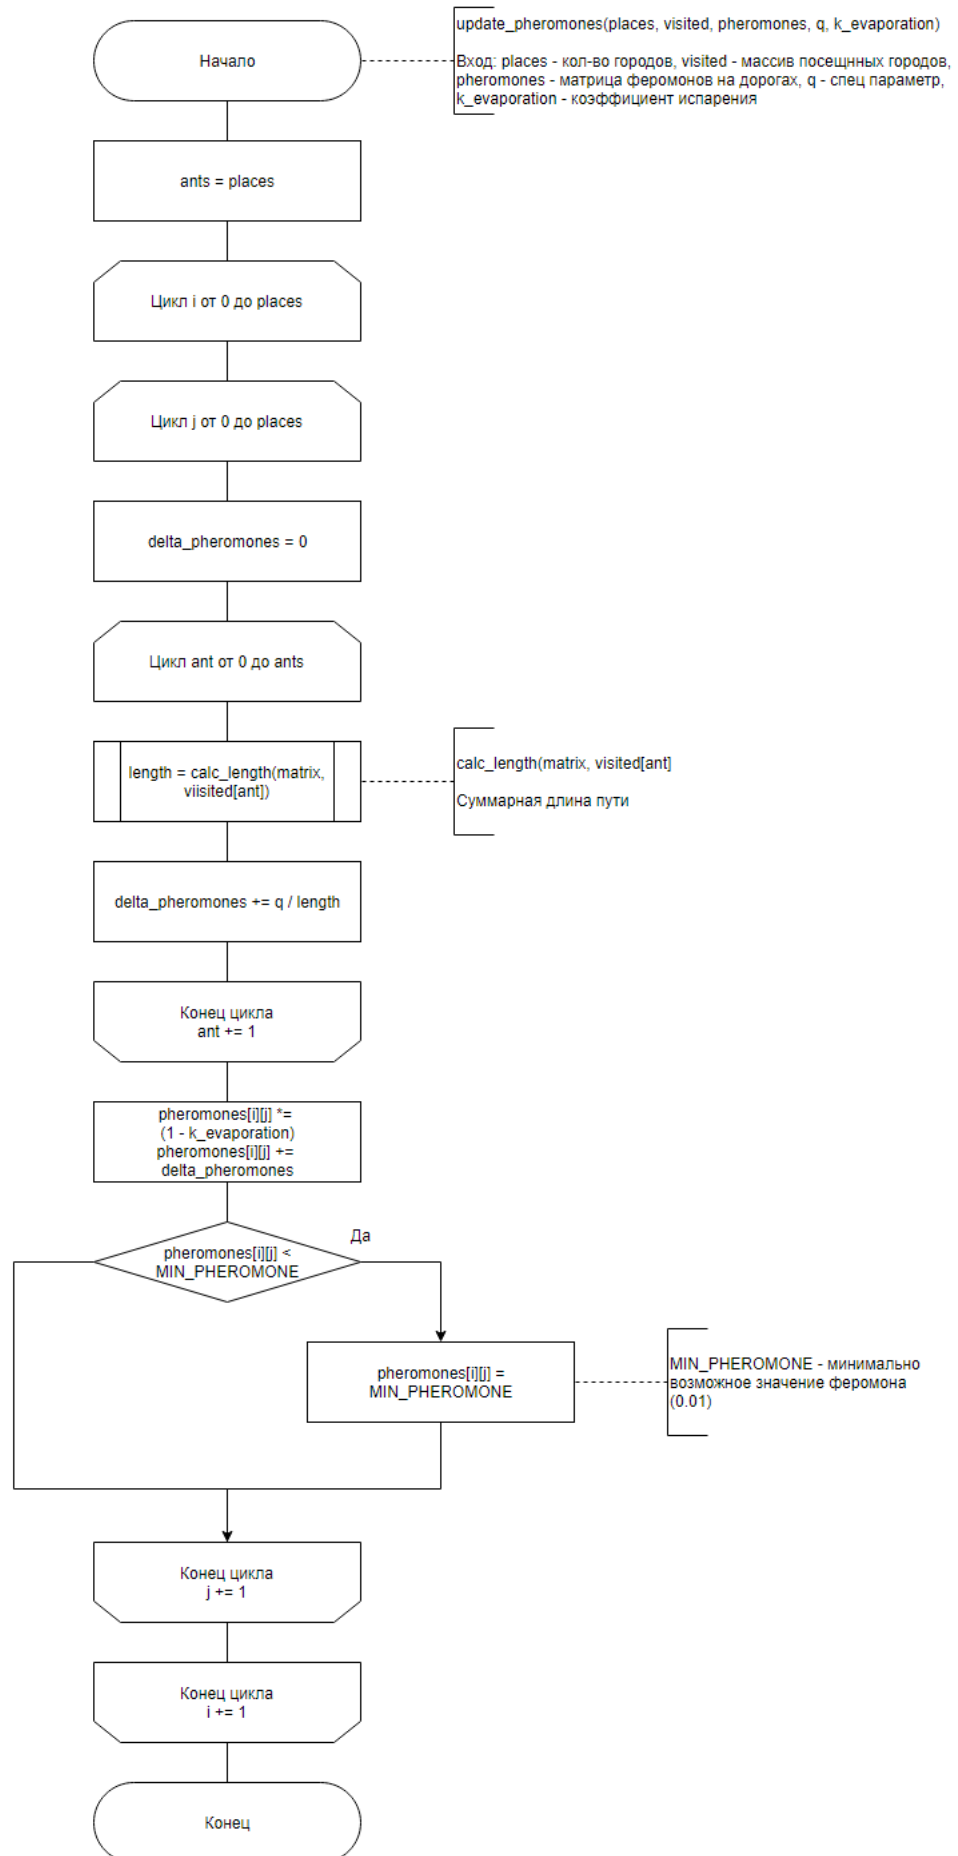 update_pheromones(places, visited, pheromones, q, k_evaporation)
Начало
Вход: places - кол-во городов, visited - массив посещнных городов,
pheromones - матрица феромонов на дорогах, q - спец параметр,
k_evaporation - коэффициент испарения
ants = places
Цикл i от 0 до places
Цикл j от 0 до places
delta_pheromones = 0
Цикл ant от 0 до ants
length = calc_length(matrix,
viisited[ant])
calc_length(matrix, visited[ant]
Суммарная длина пути
delta_pheromones += q / length
Конец цикла
ant += 1
pheromones[i][j] *=
(1 - k_evaporation)
pheromones[i][j] +=
delta_pheromones
Да
pheromones[i][j] <
MIN_PHEROMONE
pheromones[i][j] =
MIN_PHEROMONE
MIN_PHEROMONE - минимально
возможное значение феромона
(0.01)
Конец цикла
j += 1
Конец цикла
i += 1
Конец